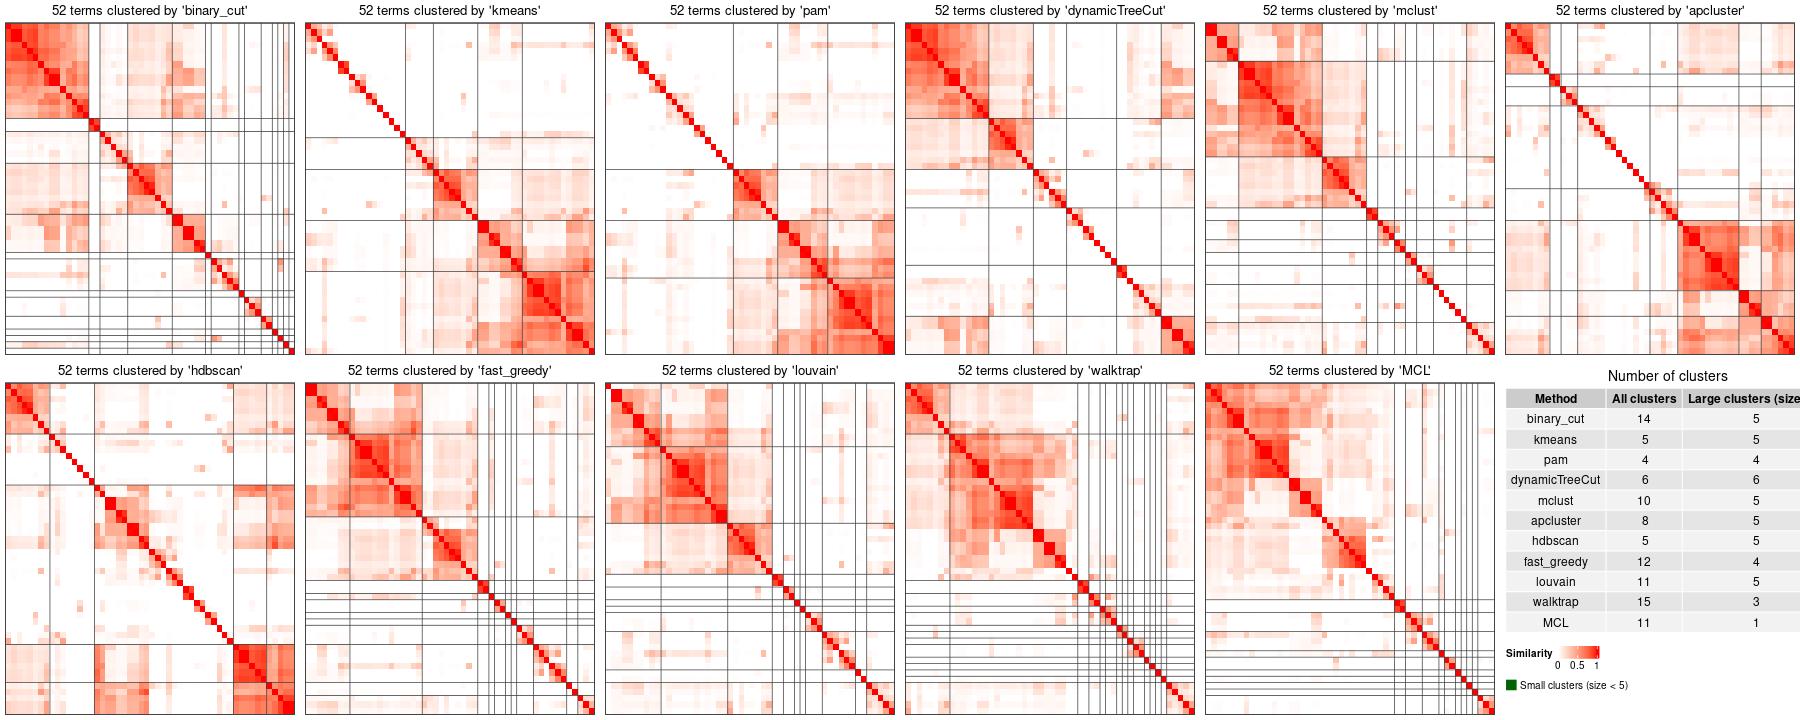 52 terms clustered by 'binary_cut'
52 terms clustered by 'kmeans'
52 terms clustered by 'pam'
52 terms clustered by 'dynamicTreeCut'
52 terms clustered by 'mclust'
52 terms clustered by 'apcluster'
52 terms clustered by 'hdbscan'
52 terms clustered by 'fast_greedy'
52 terms clustered by 'louvain'
52 terms clustered by 'walktrap'
52 terms clustered by 'MCL'
Number of clusters
Method All clusters Large clusters (size
binary_cut 14 5
kmeans 5 5
pam 4 4
dynamicTreeCut 6 6
mclust 10 5
apcluster 8 5
hdbscan 5 5
fast_greedy 12 4
louvain 11 5
walktrap 15 3
MCL 11 1
Similarity
0 0.5 1
Small clusters (size < 5)